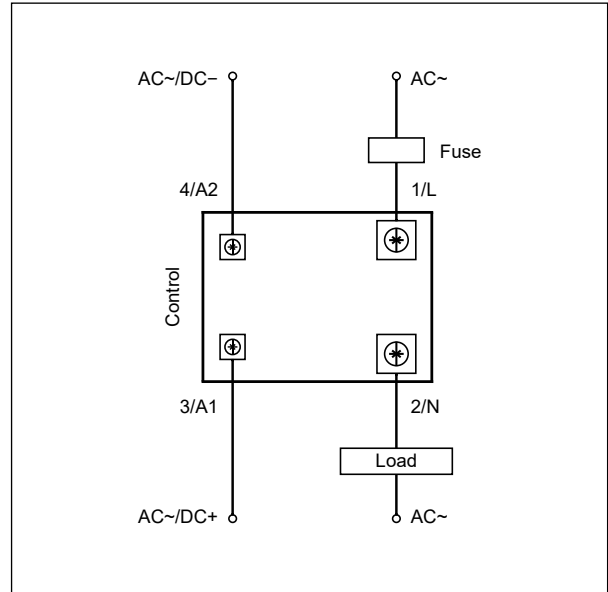 AC~/DC− AC~
Fuse
4/A2 1/L
Control
3/A1 2/N
Load
AC~/DC+ AC~